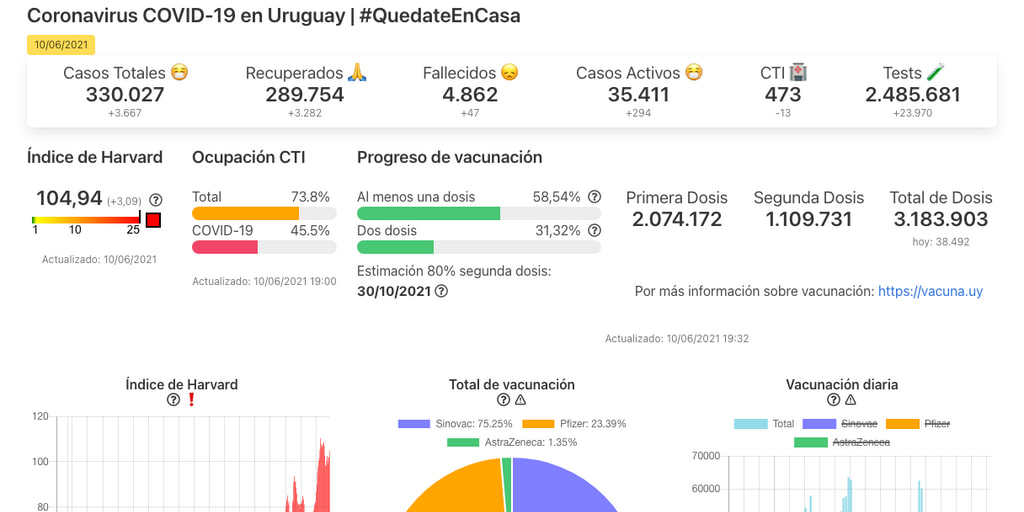 Coronavirus COVID-19 en Uruguay | #QuedateEnCasa
10/06/2021
Casos Totales 😷 Recuperados 🙏 Fallecidos 😞 Casos Activos 😷 CTI 🏥 Tests 🧪
330.027 289.754 4.862 35.411 473 2.485.681
+3.667 +3.282 +47 +294 -13 +23.970
Índice de Harvard
104,94 (+3,09)
1 10 25
Actualizado: 10/06/2021
Ocupación CTI
Total 73.8%
COVID-19 45.5%
Actualizado: 10/06/2021 19:00
Progreso de vacunación
Al menos una dosis 58,54%
Dos dosis 31,32%
Estimación 80% segunda dosis:
30/10/2021
Primera Dosis Segunda Dosis Total de Dosis
2.074.172 1.109.731 3.183.903
hoy: 38.492
Por más información sobre vacunación: https://vacuna.uy
Actualizado: 10/06/2021 19:32
Índice de Harvard
120
100
80
Total de vacunación
Sinovac: 75.25% Pfizer: 23.39%
AstraZeneca: 1.35%
Vacunación diaria
Total Sinovac Pfizer
AstraZeneca
70000
60000